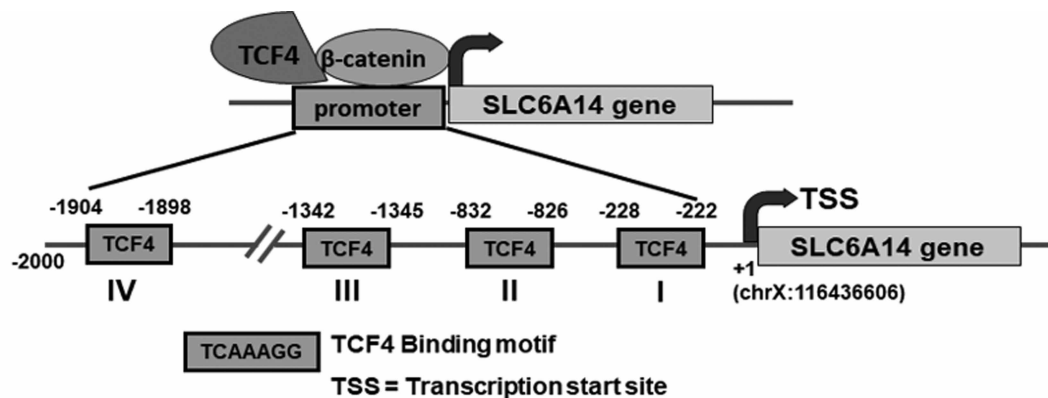 TCF4 β-catenin
promoter SLC6A14 gene
-1904 -1898 -1342 -1345 -832 -826 -228 -222 TSS
-2000 TCF4 TCF4 TCF4 TCF4 SLC6A14 gene
IV III II I +1
(chrX:116436606)
TCAAAGG TCF4 Binding motif
TSS = Transcription start site